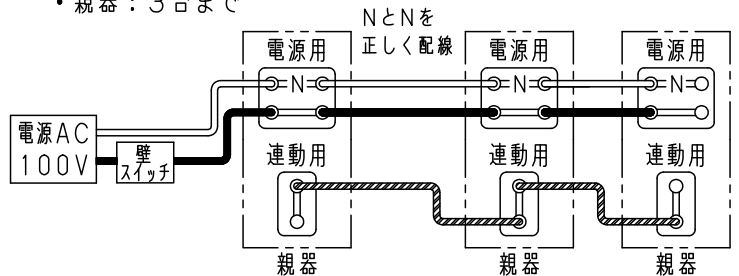 ・親器：３台まで
NとNを
正しく配線
電源用
電源用
電源用
N
N
N
電源AC
100V
壁
スイッチ
連動用
連動用
連動用
親器
親器
親器